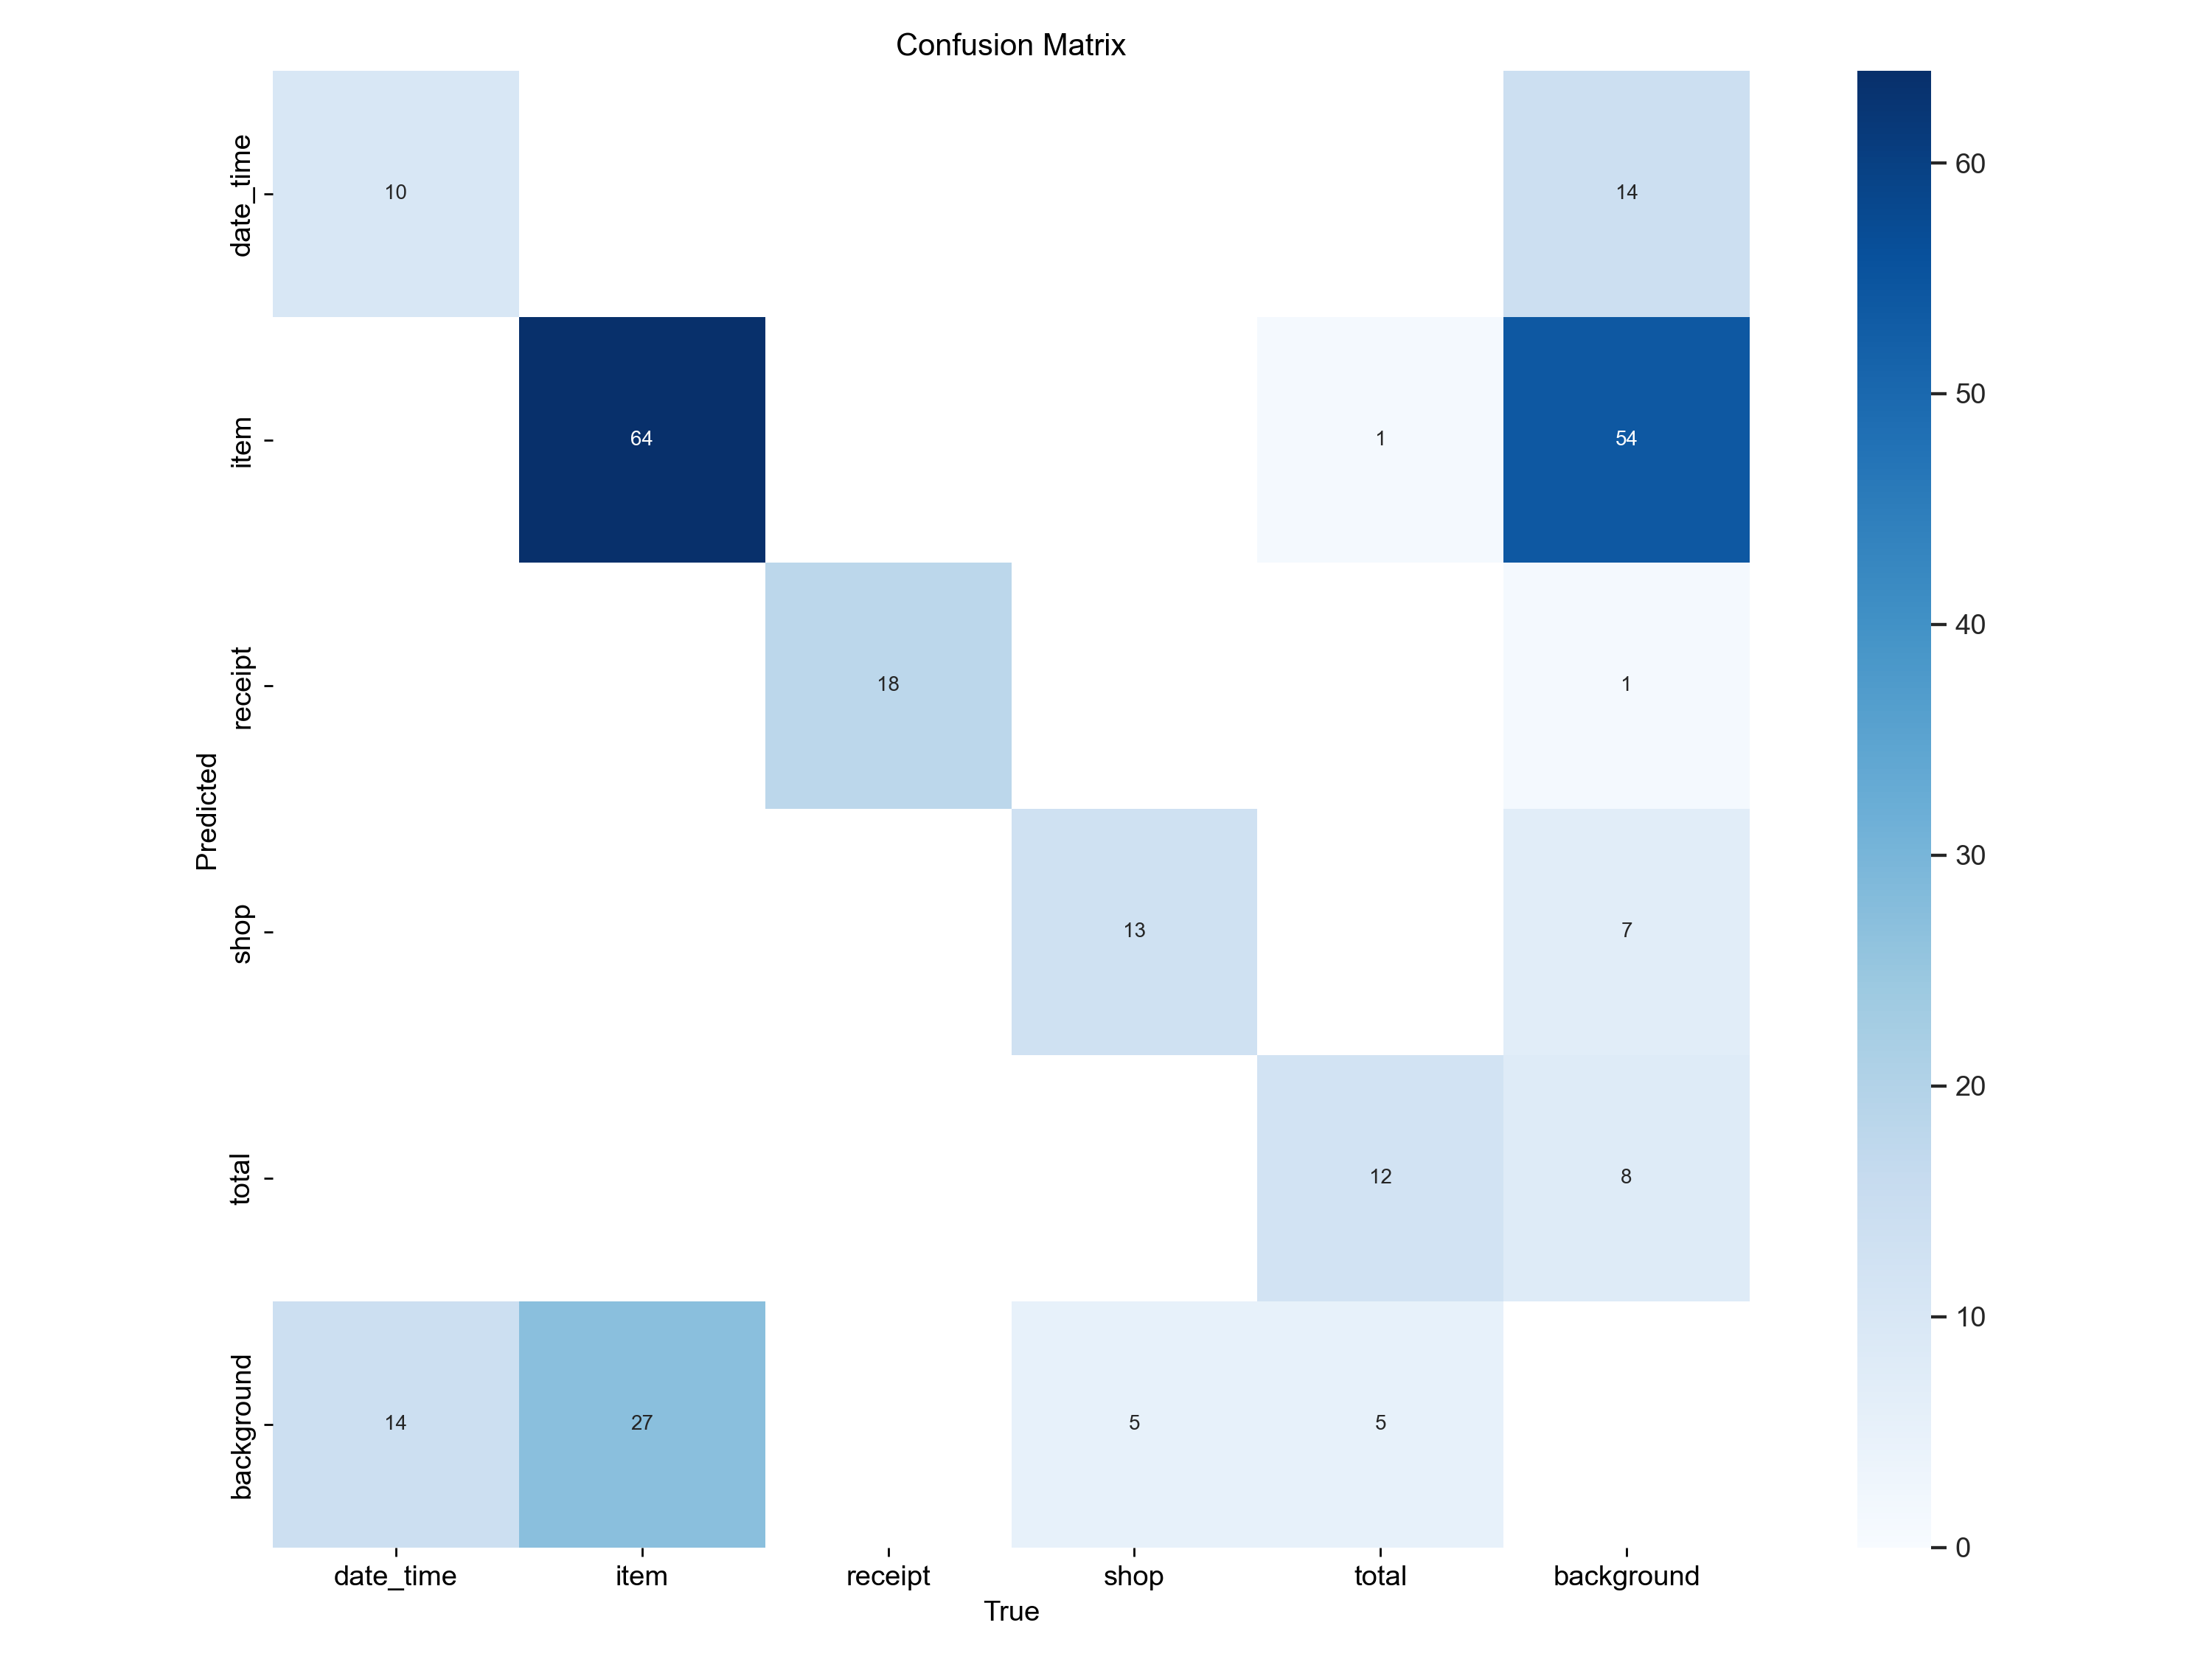 Confusion Matrix
date_time
10
14
60
50
item
64
1
54
40
receipt
18
1
Predicted
30
shop
13
7
20
total
12
8
10
background
14
27
5
5
0
date_time item receipt shop total background
True